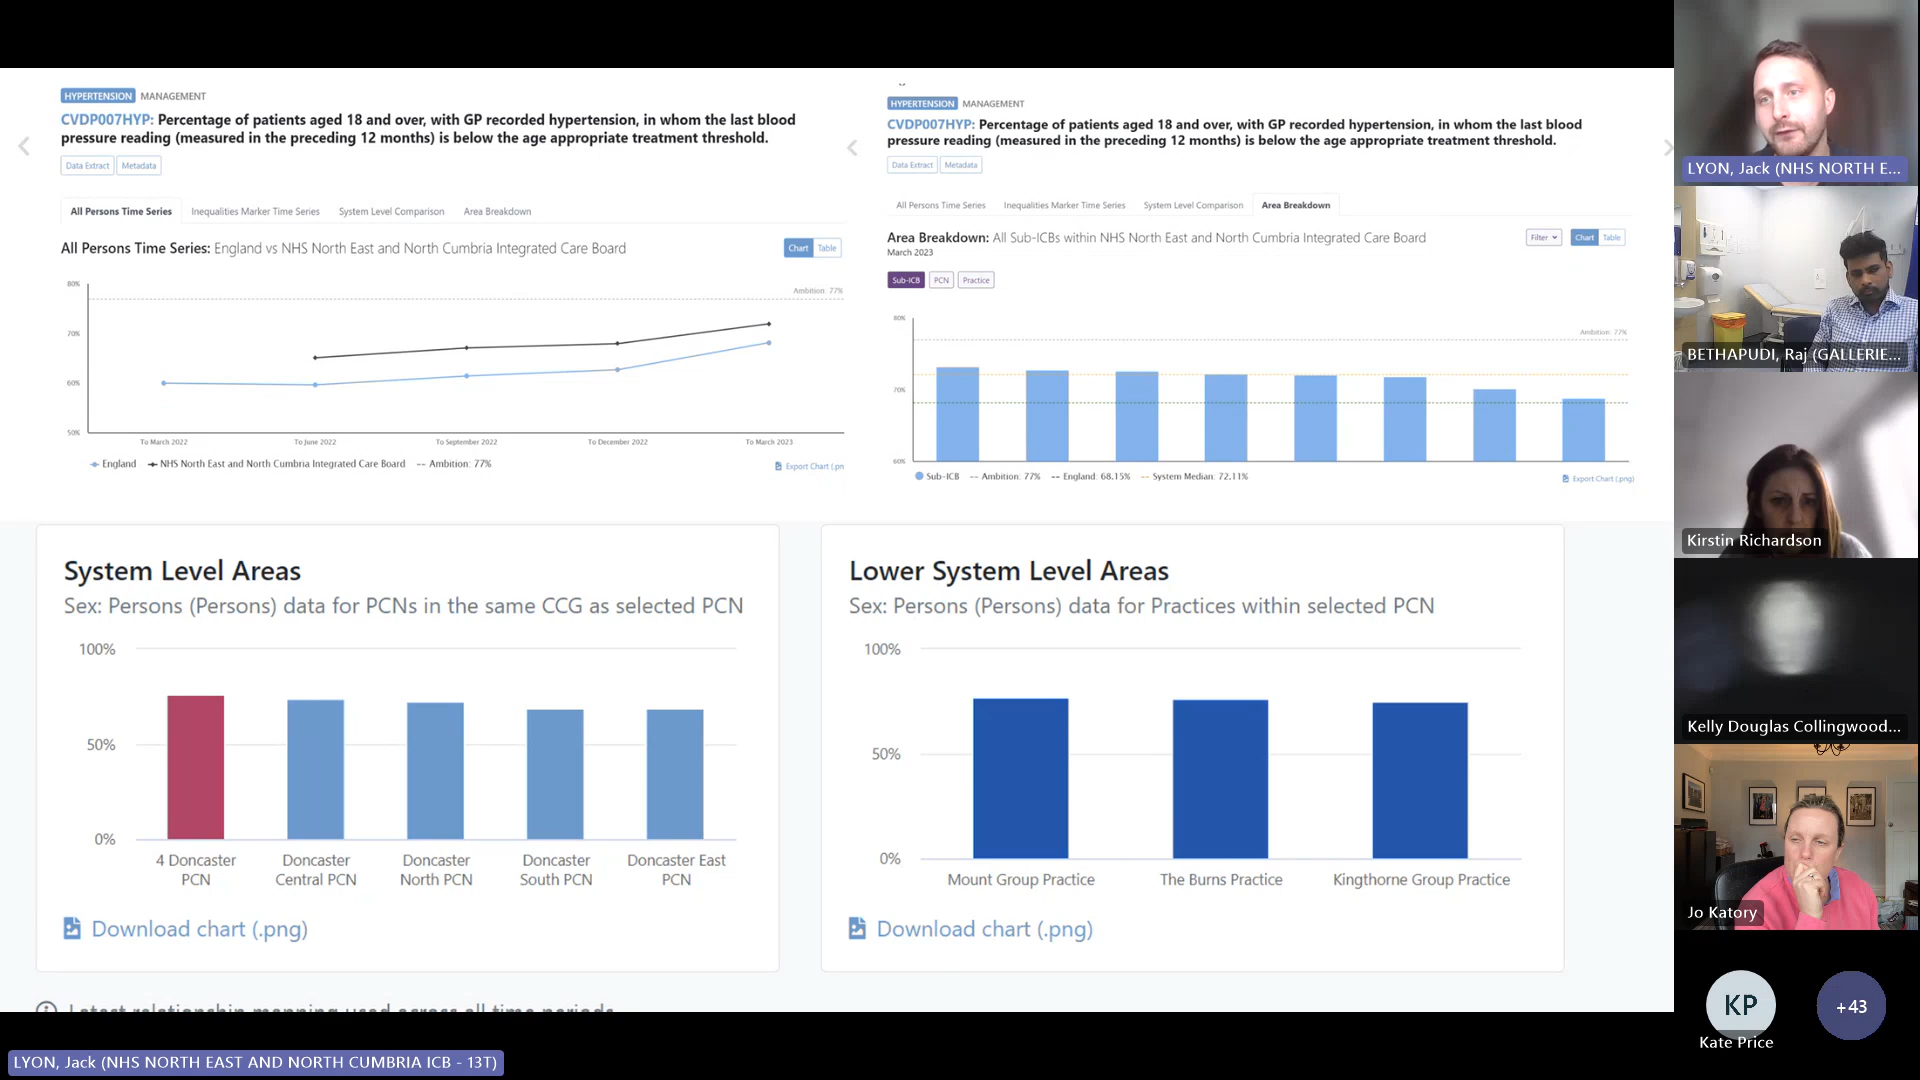 HYPERTENSION MANAGEMENT
CVDP007HYP: Percentage of patients aged 18 and over, with GP recorded hypertension, in whom the last blood
pressure reading (measured in the preceding 12 months) is below the age appropriate treatment threshold.
Data Extract Metadata
All Persons Time Series Inequalities Marker Time Series System Level Comparison Area Breakdown
All Persons Time Series: England vs NHS North East and North Cumbria Integrated Care Board
Chart Table
80%
Ambition: 77%
70%
60%
50%
To March 2022 To June 2022 To September 2022 To December 2022 To March 2023
England NHS North East and North Cumbria Integrated Care Board -- Ambition: 77%
Export Chart (.pn
HYPERTENSION MANAGEMENT
CVDP007HYP: Percentage of patients aged 18 and over, with GP recorded hypertension, in whom the last blood
pressure reading (measured in the preceding 12 months) is below the age appropriate treatment threshold.
Data Extract Metadata
All Persons Time Series Inequalities Marker Time Series System Level Comparison Area Breakdown
Area Breakdown: All Sub-ICBs within NHS North East and North Cumbria Integrated Care Board
March 2023
Filter Chart Table
Sub-ICB PCN Practice
80%
Ambition: 77%
70%
60%
Sub-ICB -- Ambition: 77% -- England: 68.15% -- System Median: 72.11%
Export Chart (.png)
System Level Areas
Sex: Persons (Persons) data for PCNs in the same CCG as selected PCN
100%
50%
0%
4 Doncaster PCN
Doncaster Central PCN
Doncaster North PCN
Doncaster South PCN
Doncaster East PCN
Download chart (.png)
Lower System Level Areas
Sex: Persons (Persons) data for Practices within selected PCN
100%
50%
0%
Mount Group Practice The Burns Practice Kingthorne Group Practice
Download chart (.png)
Latest relationship mapping used across all time periods
LYON, Jack (NHS NORTH E...
BETHAPUDI, Raj (GALLERIE...
Kirstin Richardson
Kelly Douglas Collingwood...
Jo Katory
KP
+43
Kate Price
LYON, Jack (NHS NORTH EAST AND NORTH CUMBRIA ICB - 13T)